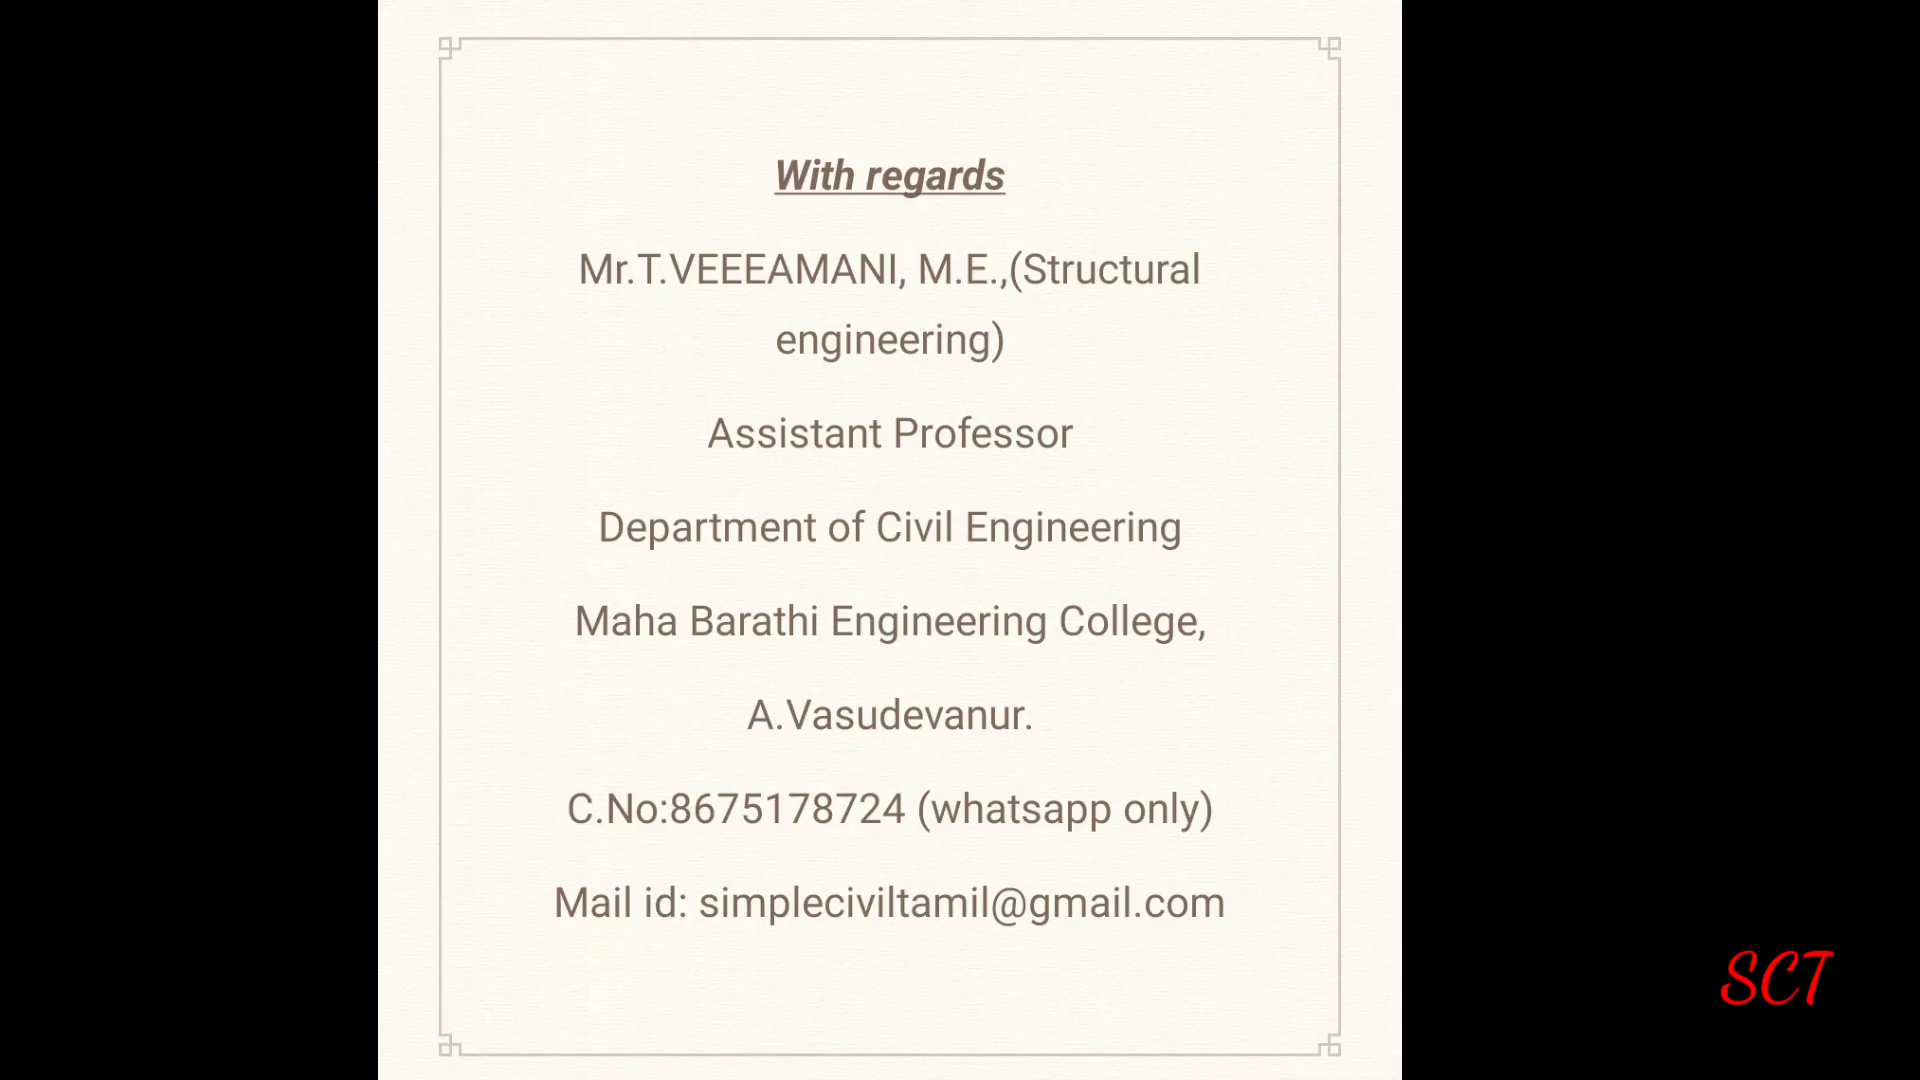 With regards
Mr.T.VEEEAMANI, M.E.,(Structural
engineering)
Assistant Professor
Department of Civil Engineering
Maha Barathi Engineering College,
A.Vasudevanur.
C.No:8675178724 (whatsapp only)
Mail id: simpleciviltamil@gmail.com
SCT